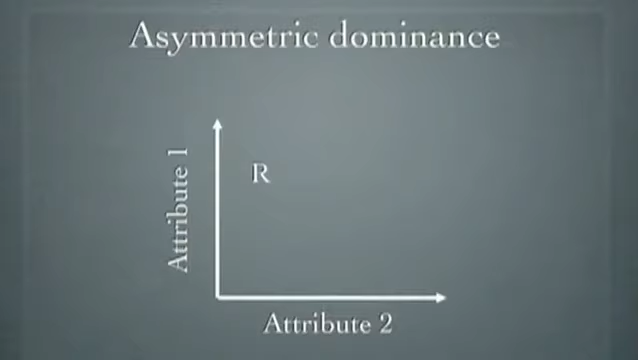 Asymmetric dominance
Attribute 1
R
Attribute 2